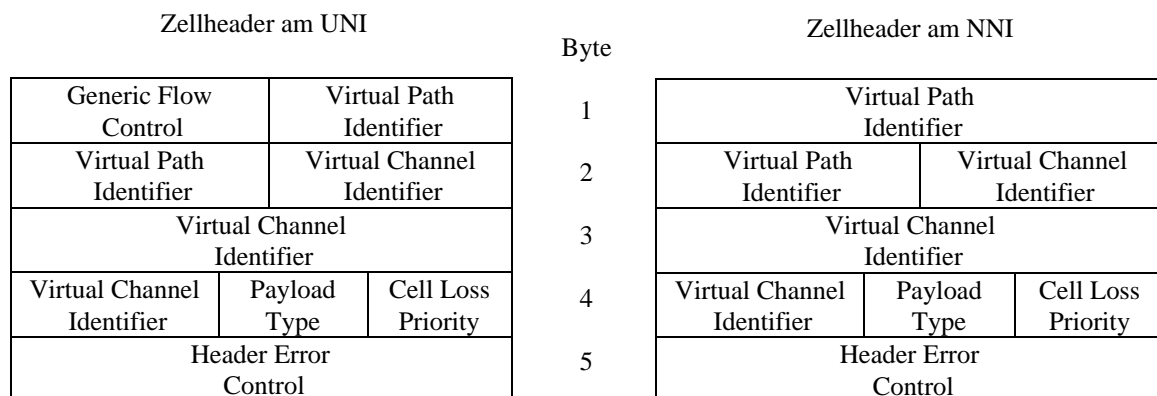 Zellheader am UNI
Byte
Zellheader am NNI
Generic Flow
Control
Virtual Path
Identifier
1
Virtual Path
Identifier
Virtual Path
Identifier
Virtual Channel
Identifier
2
Virtual Path
Identifier
Virtual Channel
Identifier
Virtual Channel
Identifier
3
Virtual Channel
Identifier
Virtual Channel
Identifier
Payload
Type
Cell Loss
Priority
4
Virtual Channel
Identifier
Payload
Type
Cell Loss
Priority
Header Error
Control
5
Header Error
Control